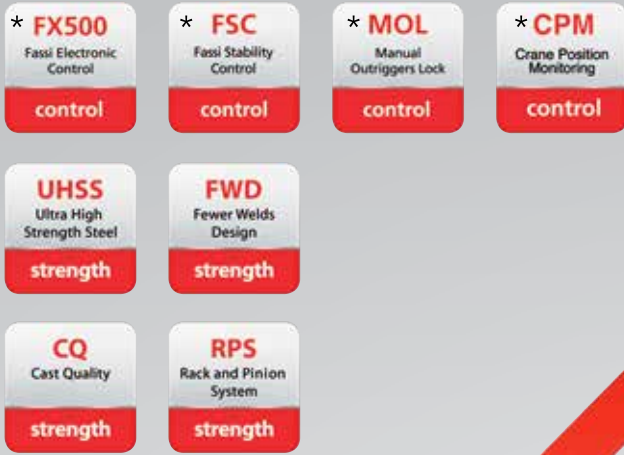 * FX500
Fassi Electronic
Control
control
* FSC
Fassi Stability
Control
control
* MOL
Manual
Outriggers Lock
control
* CPM
Crane Position
Monitoring
control
UHSS
Ultra High
Strength Steel
strength
FWD
Fewer Welds
Design
strength
CQ
Cast Quality
strength
RPS
Rack and Pinion
System
strength